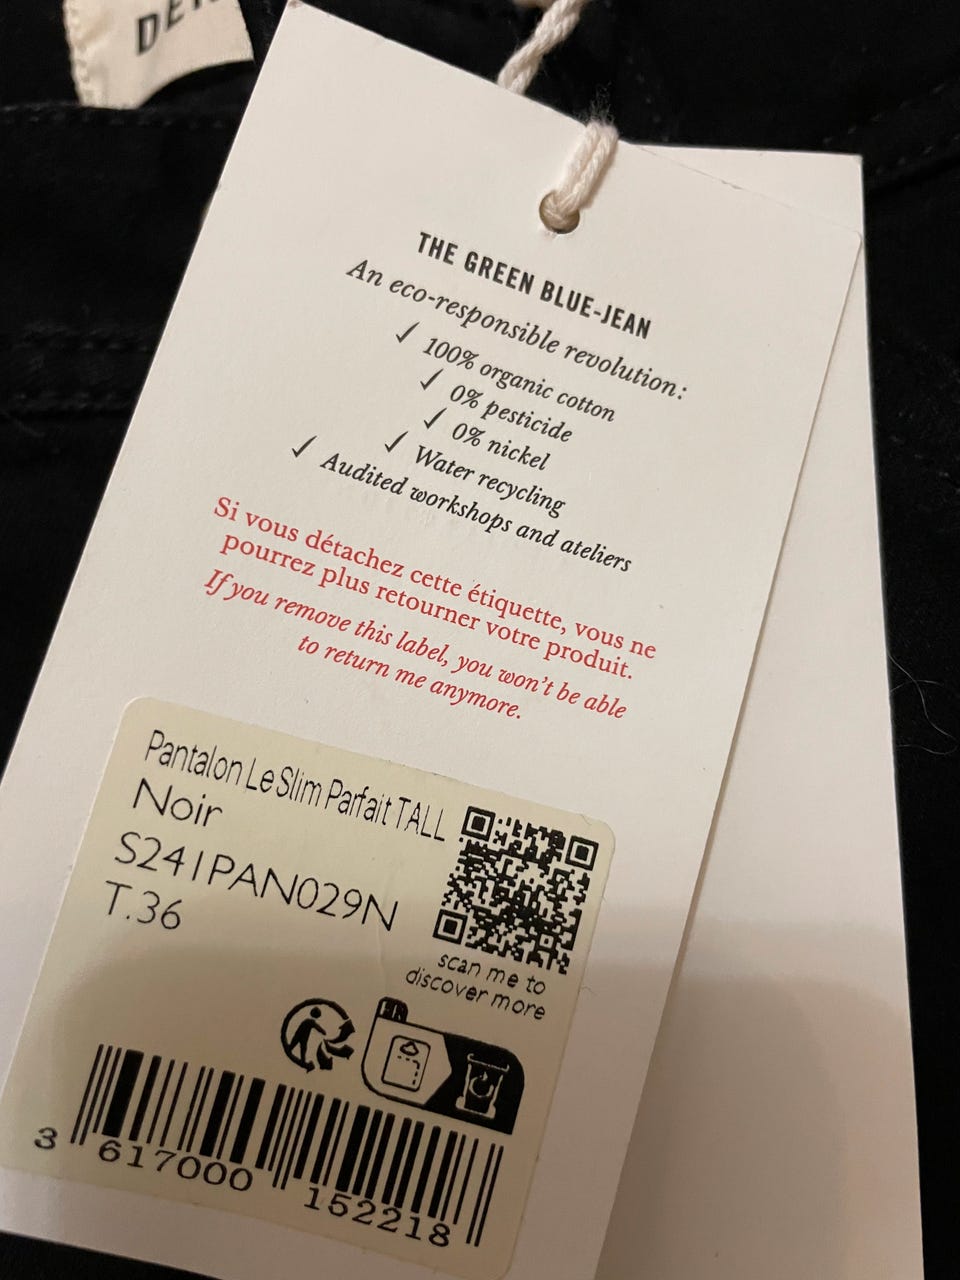 THE GREEN BLUE-JEAN
An eco-responsible revolution:
✓ 100% organic cotton
✓ 0% pesticide
✓ 0% nickel
✓ Water recycling
✓ Audited workshops and ateliers
Si vous détachez cette étiquette, vous ne
pourrez plus retourner votre produit.
If you remove this label, you won't be able
to return me anymore.
Pantalon Le Slim Parfait TALL
Noir
S241PAN029N
T.36
scan me to
discover more
FR
3 617000 152218